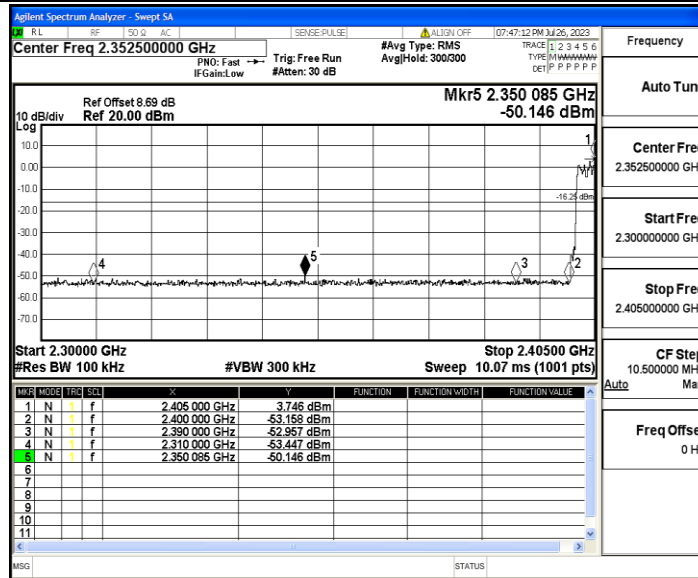 Agilent Spectrum Analyzer - Swept SA
RL RF 50 Ω AC SENSE:PULSE ALIGN OFF 07:47:12 PM Jul 26, 2023
Center Freq 2.352500000 GHz
PNO: Fast
IFGain:Low
Trig: Free Run
#Atten: 30 dB
#Avg Type: RMS
Avg|Hold: 300/300
TRACE 1 2 3 4 5 6
TYPE M
DET P P P P P P
Ref Offset 8.69 dB
Ref 20.00 dBm
10 dB/div
Log
Mkr5 2.350 085 GHz
-50.146 dBm
10.0
0.00
-10.0
-20.0
-30.0
-40.0
-50.0
-60.0
-70.0
1
-16.25 dBm
4
5
3
2
Start 2.30000 GHz
Stop 2.40500 GHz
#Res BW 100 kHz
#VBW 300 kHz
Sweep 10.07 ms (1001 pts)
MKR MODE TRC SCL X Y FUNCTION FUNCTION WIDTH FUNCTION VALUE
1 N 1 f 2.405 000 GHz 3.746 dBm
2 N 1 f 2.400 000 GHz -53.158 dBm
3 N 1 f 2.390 000 GHz -52.957 dBm
4 N 1 f 2.310 000 GHz -53.447 dBm
5 N 1 f 2.350 085 GHz -50.146 dBm
6
7
8
9
10
11
MSG
STATUS
Frequency
Auto Tun
Center Fre
2.352500000 GH
Start Fre
2.300000000 GH
Stop Fre
2.405000000 GH
CF Ste
10.500000 MH
Auto Ma
Freq Offse
0 H